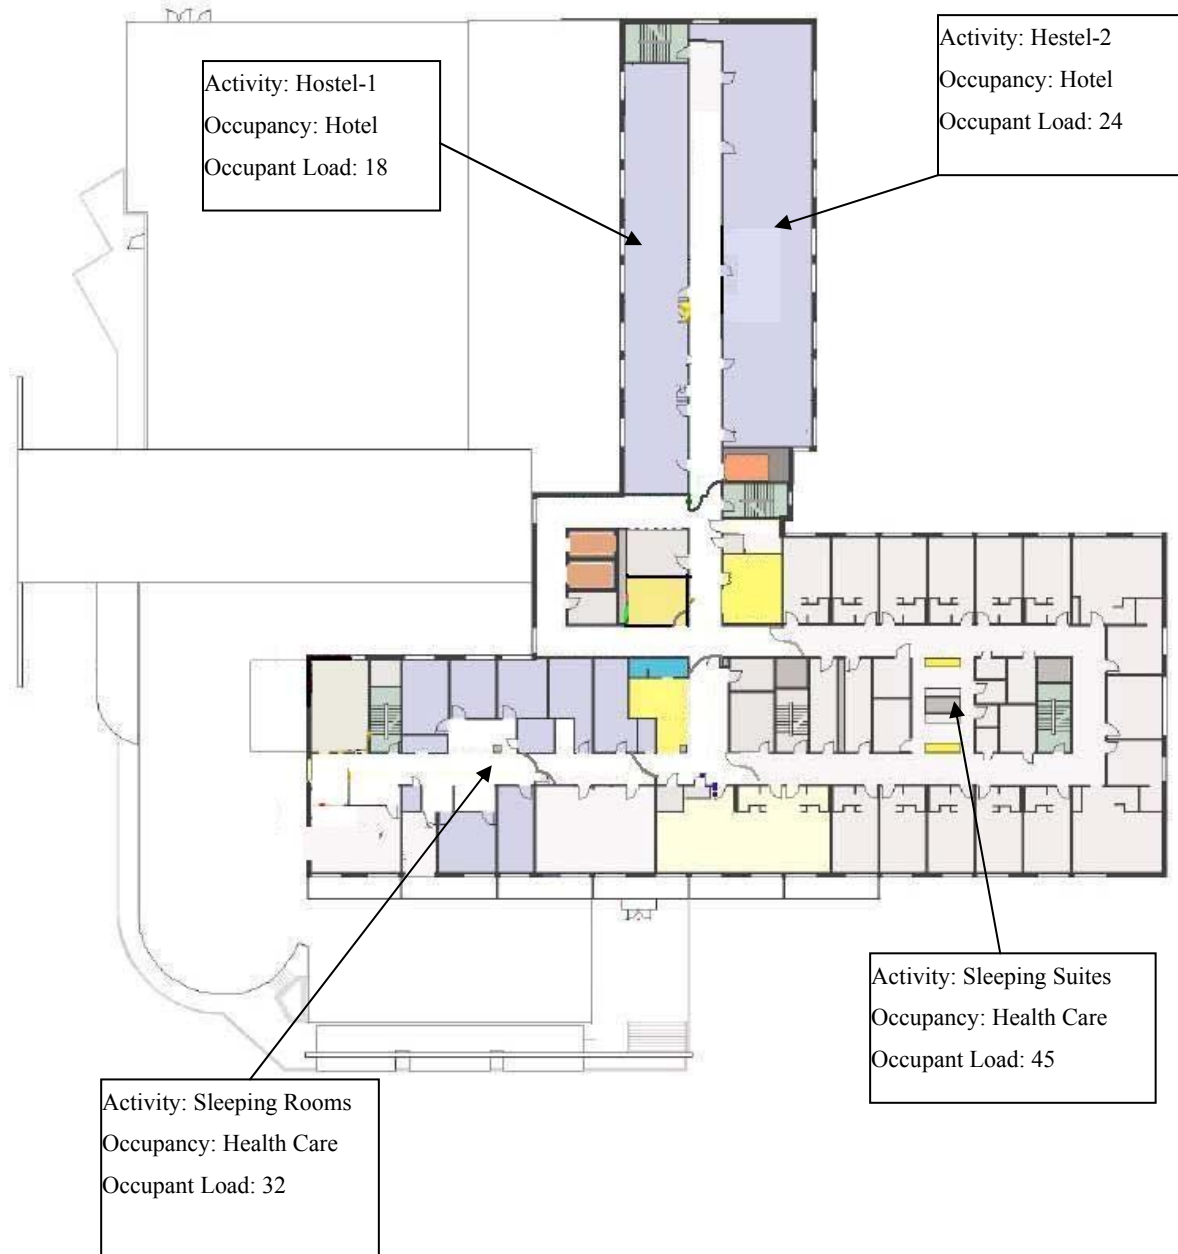 Activity: Hostel-1
Occupancy: Hotel
Occupant Load: 18
Activity: Hestel-2
Occupancy: Hotel
Occupant Load: 24
Activity: Sleeping Suites
Occupancy: Health Care
Occupant Load: 45
Activity: Sleeping Rooms
Occupancy: Health Care
Occupant Load: 32